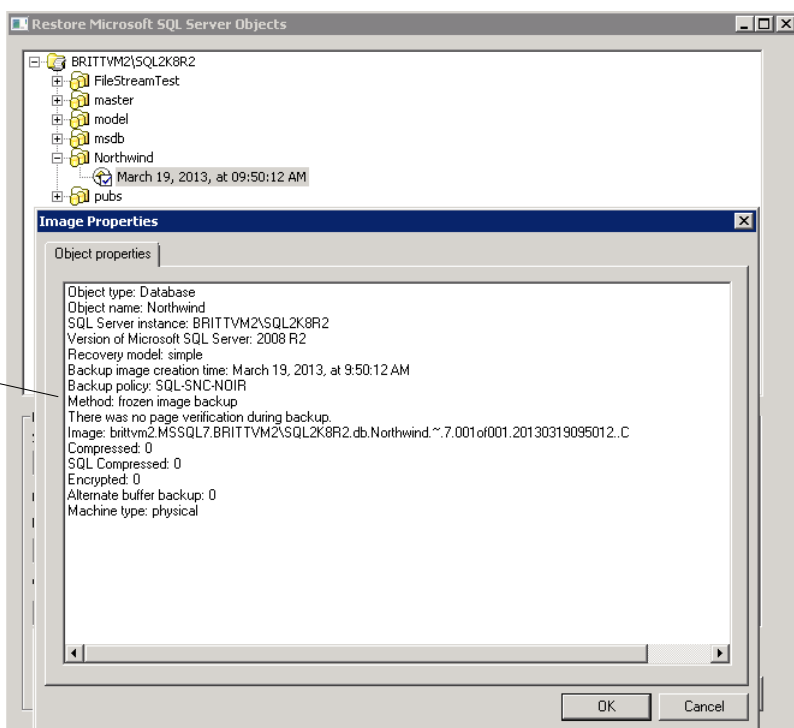 Restore Microsoft SQL Server Objects
BRITTVM2\SQL2K8R2
FileStreamTest
master
model
msdb
Northwind
March 19, 2013, at 09:50:12 AM
pubs
Image Properties
Object properties
Object type: Database
Object name: Northwind
SQL Server instance: BRITTVM2\SQL2K8R2
Version of Microsoft SQL Server: 2008 R2
Recovery model: simple
Backup image creation time: March 19, 2013, at 9:50:12 AM
Backup policy: SQL-SNC-NOIR
Method: frozen image backup
There was no page verification during backup.
Image: brittvm2.MSSQL7.BRITTVM2\SQL2K8R2.db.Northwind.~.7.001of001.20130319095012..C
Compressed: 0
SQL Compressed: 0
Encrypted: 0
Alternate buffer backup: 0
Machine type: physical
OK
Cancel